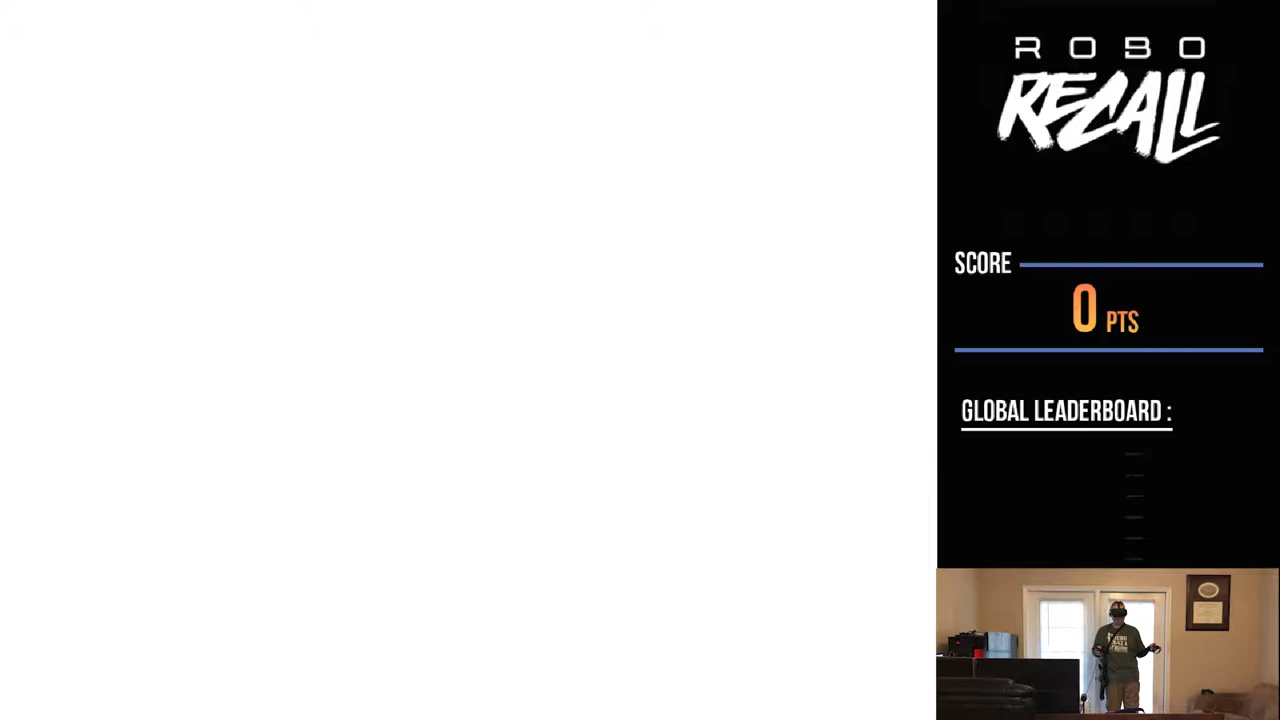 ROBO
RECALL
SCORE
0 PTS
GLOBAL LEADERBOARD :